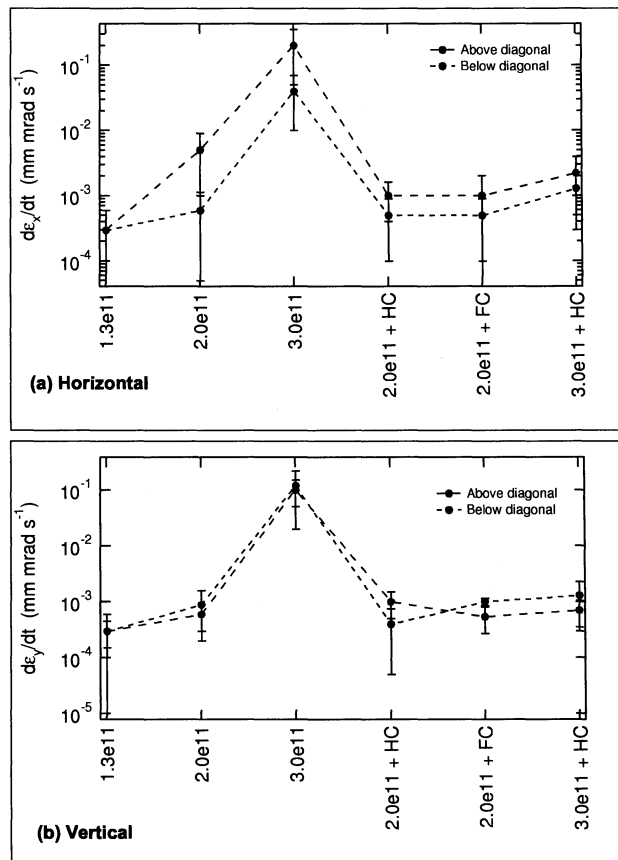 dεx/dt (mm mrad s⁻¹)
10⁻¹
10⁻²
10⁻³
10⁻⁴
Above diagonal
Below diagonal
1.3e11
2.0e11
3.0e11
2.0e11 + HC
2.0e11 + FC
3.0e11 + HC
(a) Horizontal
dεy/dt (mm mrad s⁻¹)
10⁻¹
10⁻²
10⁻³
10⁻⁴
10⁻⁵
Above diagonal
Below diagonal
1.3e11
2.0e11
3.0e11
2.0e11 + HC
2.0e11 + FC
3.0e11 + HC
(b) Vertical